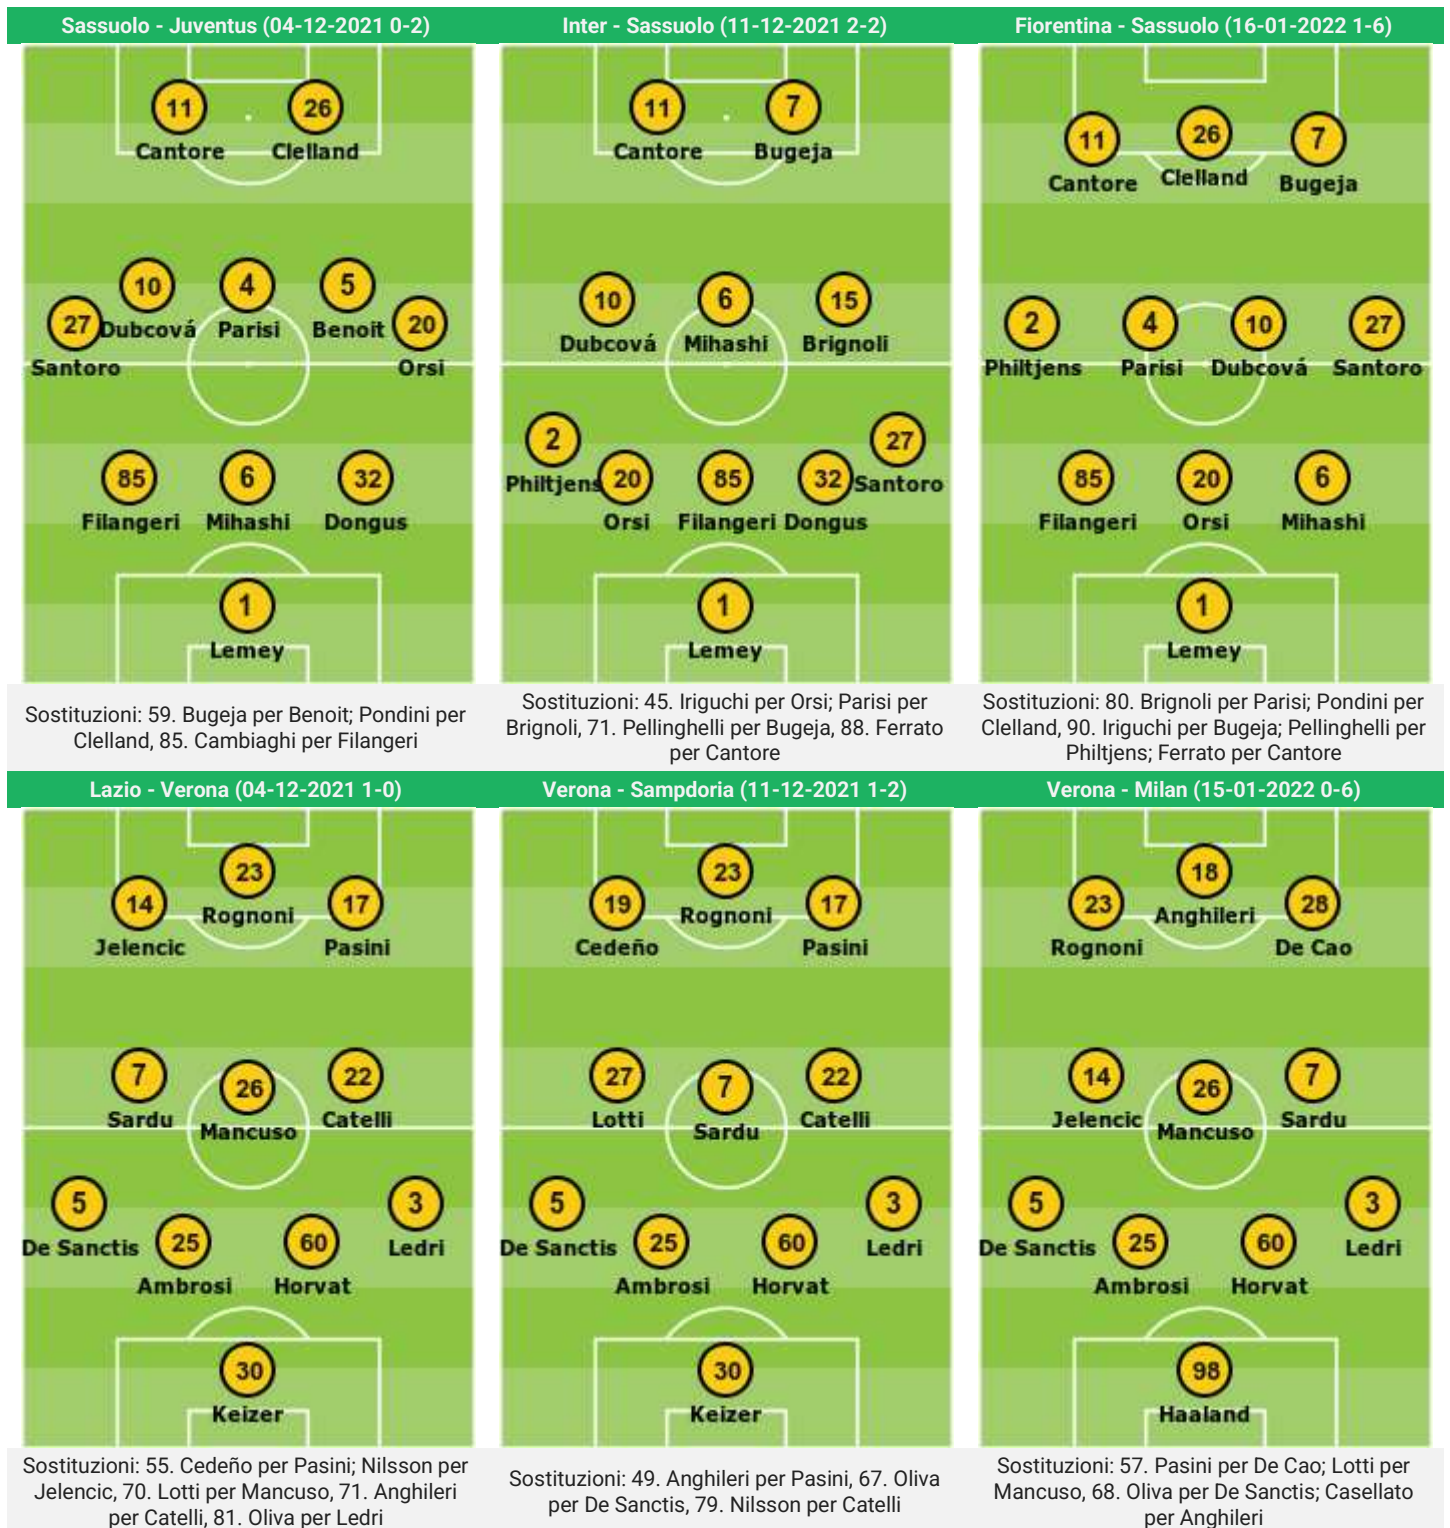 Sassuolo - Juventus (04-12-2021 0-2)
11
26
Cantore
Clelland
10
4
5
27
Dubcová
Parisi
Benoit
20
Santoro
Orsi
85
6
32
Filangeri
Mihashi
Dongus
1
Lemey
Sostituzioni: 59. Bugeja per Benoit; Pondini per
Clelland, 85. Cambiaghi per Filangeri
Inter - Sassuolo (11-12-2021 2-2)
11
7
Cantore
Bugeja
10
6
15
Dubcová
Mihashi
Brignoli
2
27
Philtjens
20
85
32
Santoro
Orsi
Filangeri
Dongus
1
Lemey
Sostituzioni: 45. Iriguchi per Orsi; Parisi per
Brignoli, 71. Pellinghelli per Bugeja, 88. Ferrato
per Cantore
Fiorentina - Sassuolo (16-01-2022 1-6)
11
26
7
Cantore
Clelland
Bugeja
2
4
10
27
Philtjens
Parisi
Dubcová
Santoro
85
20
6
Filangeri
Orsi
Mihashi
1
Lemey
Sostituzioni: 80. Brignoli per Parisi; Pondini per
Clelland, 90. Iriguchi per Bugeja; Pellinghelli per
Philtjens; Ferrato per Cantore
Lazio - Verona (04-12-2021 1-0)
14
23
17
Jelencic
Rognoni
Pasini
7
26
22
Sardu
Mancuso
Catelli
5
3
De Sanctis
25
60
Ledri
Ambrosi
Horvat
30
Keizer
Sostituzioni: 55. Cedeño per Pasini; Nilsson per
Jelencic, 70. Lotti per Mancuso, 71. Anghileri
per Catelli, 81. Oliva per Ledri
Verona - Sampdoria (11-12-2021 1-2)
19
23
17
Cedeño
Rognoni
Pasini
27
7
22
Lotti
Sardu
Catelli
5
3
De Sanctis
25
60
Ledri
Ambrosi
Horvat
30
Keizer
Sostituzioni: 49. Anghileri per Pasini, 67. Oliva
per De Sanctis, 79. Nilsson per Catelli
Verona - Milan (15-01-2022 0-6)
23
18
28
Rognoni
Anghileri
De Cao
14
26
7
Jelencic
Mancuso
Sardu
5
3
De Sanctis
25
60
Ledri
Ambrosi
Horvat
98
Haaland
Sostituzioni: 57. Pasini per De Cao; Lotti per
Mancuso, 68. Oliva per De Sanctis; Casellato
per Anghileri